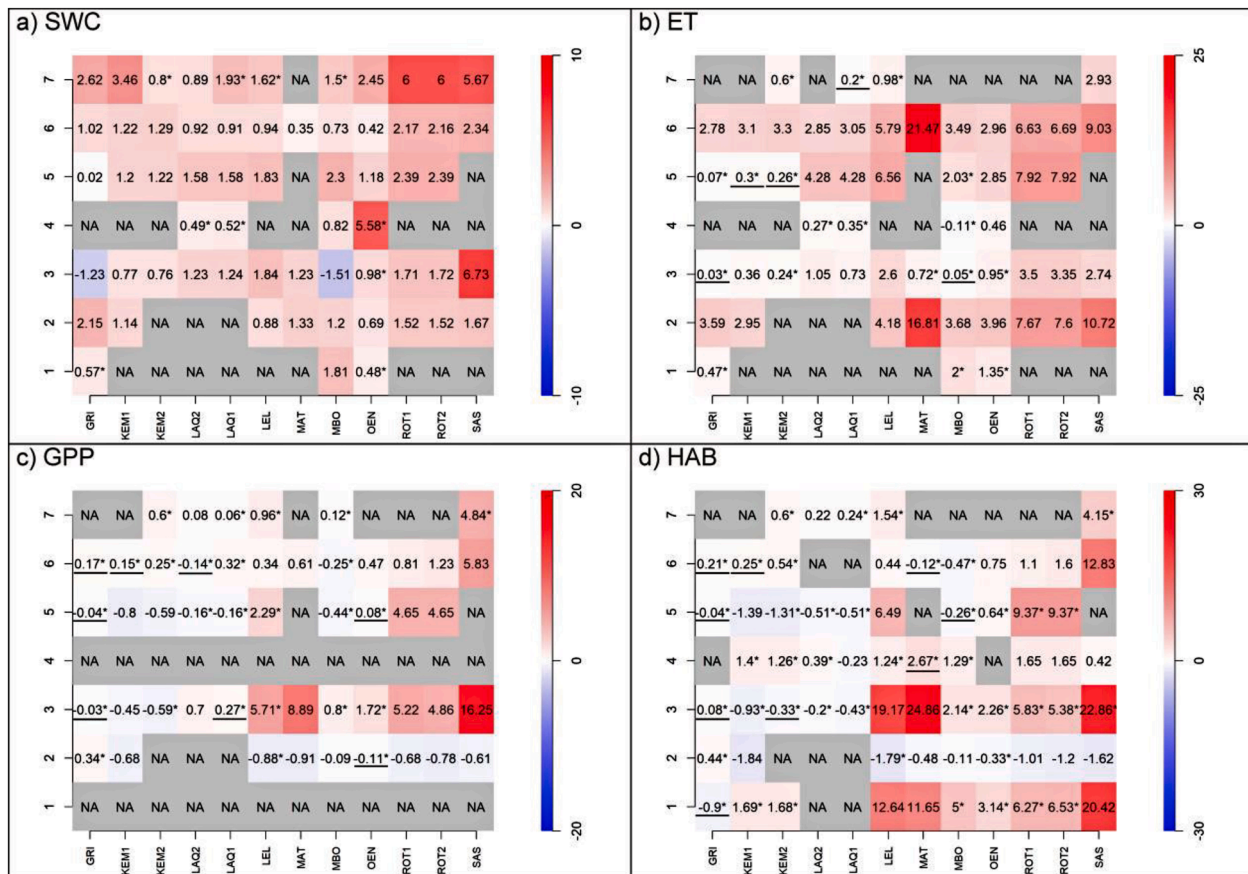 a) SWC
7 2.62 3.46 0.8* 0.89 1.93* 1.62* NA 1.5* 2.45 6 6 5.67
6 1.02 1.22 1.29 0.92 0.91 0.94 0.35 0.73 0.42 2.17 2.16 2.34
5 0.02 1.2 1.22 1.58 1.58 1.83 NA 2.3 1.18 2.39 2.39 NA
4 NA NA NA 0.49* 0.52* NA NA 0.82 5.58* NA NA NA
3 -1.23 0.77 0.76 1.23 1.24 1.84 1.23 -1.51 0.98* 1.71 1.72 6.73
2 2.15 1.14 NA NA NA 0.88 1.33 1.2 0.69 1.52 1.52 1.67
1 0.57* NA NA NA NA NA NA 1.81 0.48* NA NA NA
GRI KEM1 KEM2 LAQ2 LAQ1 LEL MAT MBO OEN ROT1 ROT2 SAS
10
5
0
-5
-10
b) ET
7 NA NA 0.6* NA 0.2* 0.98* NA NA NA NA NA 2.93
6 2.78 3.1 3.3 2.85 3.05 5.79 21.47 3.49 2.96 6.63 6.69 9.03
5 0.07* 0.3* 0.26* 4.28 4.28 6.56 NA 2.03* 2.85 7.92 7.92 NA
4 NA NA NA 0.27* 0.35* NA NA -0.11* 0.46 NA NA NA
3 0.03* 0.36 0.24* 1.05 0.73 2.6 0.72* 0.05* 0.95* 3.5 3.35 2.74
2 3.59 2.95 NA NA NA 4.18 16.81 3.68 3.96 7.67 7.6 10.72
1 0.47* NA NA NA NA NA NA 2* 1.35* NA NA NA
GRI KEM1 KEM2 LAQ2 LAQ1 LEL MAT MBO OEN ROT1 ROT2 SAS
25
0
-25
c) GPP
7 NA NA 0.6* 0.08 0.06* 0.96* NA 0.12* NA NA NA 4.84*
6 0.17* 0.15* 0.25* -0.14* 0.32* 0.34 0.61 -0.25* 0.47 0.81 1.23 5.83
5 -0.04* -0.8 -0.59 -0.16* -0.16* 2.29* NA -0.44* 0.08* 4.65 4.65 NA
4 NA NA NA NA NA NA NA NA NA NA NA NA
3 -0.03* -0.45 -0.59* 0.7 0.27* 5.71* 8.89 0.8* 1.72* 5.22 4.86 16.25
2 0.34* -0.68 NA NA NA -0.88* -0.91 -0.09 -0.11* -0.68 -0.78 -0.61
1 NA NA NA NA NA NA NA NA NA NA NA NA
GRI KEM1 KEM2 LAQ2 LAQ1 LEL MAT MBO OEN ROT1 ROT2 SAS
20
10
0
-10
-20
d) HAB
7 NA NA 0.6* 0.22 0.24* 1.54* NA NA NA NA NA 4.15*
6 0.21* 0.25* 0.54* NA NA 0.44 -0.12* -0.47* 0.75 1.1 1.6 12.83
5 -0.04* -1.39 -1.31* -0.51* -0.51* 6.49 NA -0.26* 0.64* 9.37* 9.37* NA
4 NA 1.4* 1.26* 0.39* -0.23 1.24* 2.67* 1.29* NA 1.65 1.65 0.42
3 -0.08* -0.93* -0.33* -0.2* -0.43* 19.17 24.86 2.14* 2.26* 5.83* 5.38* 22.86*
2 0.44* -1.84 NA NA NA -1.79* -0.48 -0.11 -0.33* -1.01 -1.2 -1.62
1 -0.9* 1.69* 1.68* NA NA 12.64 11.65 5* 3.14* 6.27* 6.53* 20.42
GRI KEM1 KEM2 LAQ2 LAQ1 LEL MAT MBO OEN ROT1 ROT2 SAS
30
0
-30